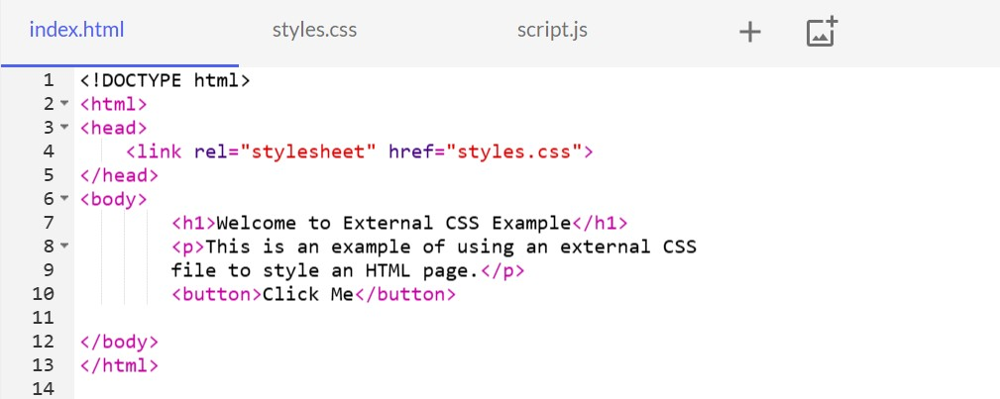 index.html styles.css script.js +
1 <!DOCTYPE html>
2 <html>
3 <head>
4 <link rel="stylesheet" href="styles.css">
5 </head>
6 <body>
7 <h1>Welcome to External CSS Example</h1>
8 <p>This is an example of using an external CSS
9 file to style an HTML page.</p>
10 <button>Click Me</button>
11
12 </body>
13 </html>
14